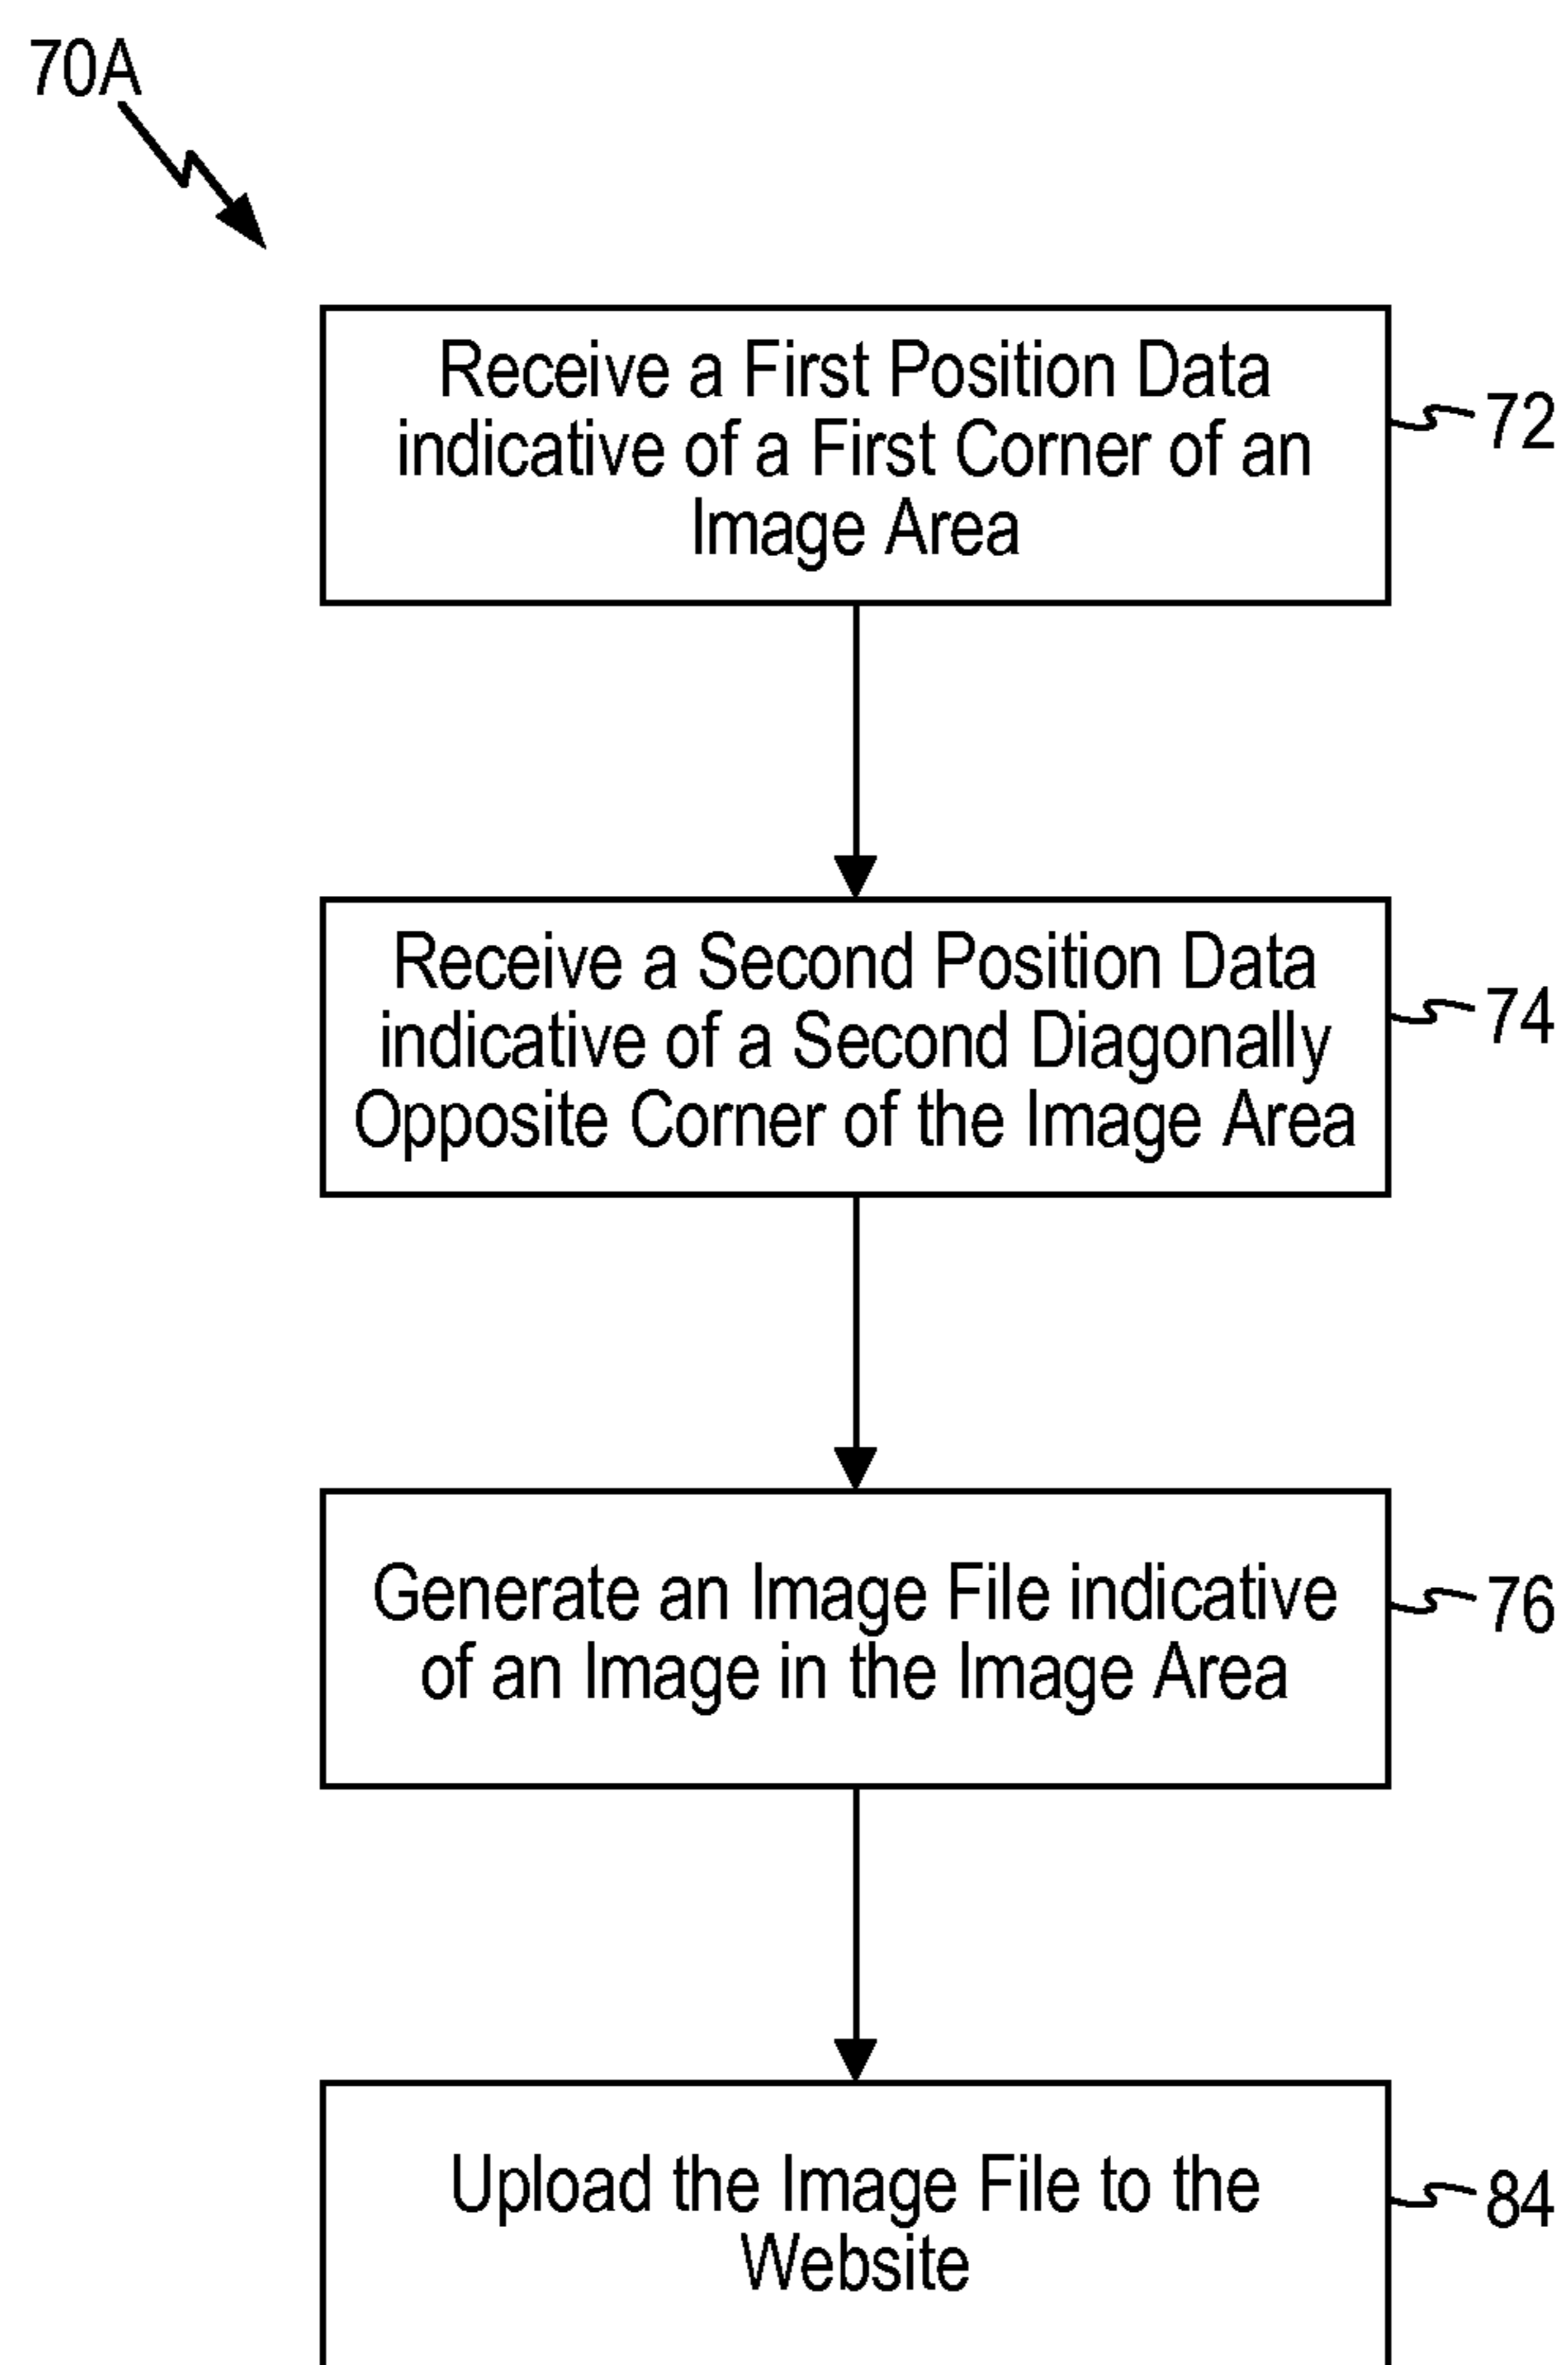 70A
Receive a First Position Data
indicative of a First Corner of an
Image Area
72
Receive a Second Position Data
indicative of a Second Diagonally
Opposite Corner of the Image Area
74
Generate an Image File indicative
of an Image in the Image Area
76
Upload the Image File to the
Website
84